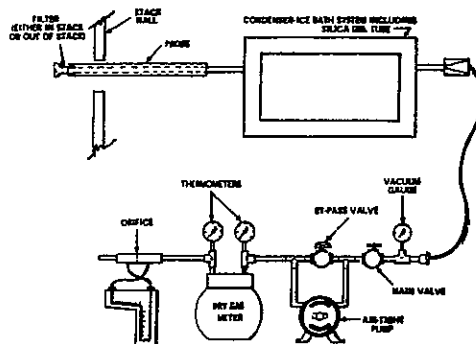 FILTER
(EITHER IN STACK
OR OUT OF STACK)
STACK
WALL
PROBE
CONDENSER-ICE BATH SYSTEM INCLUDING
SILICA GEL TUBE
THERMOMETERS
ORIFICE
BY-PASS VALVE
VACUUM
GAUGE
DRY GAS
METER
MAIN VALVE
AIR-TIGHT
PUMP